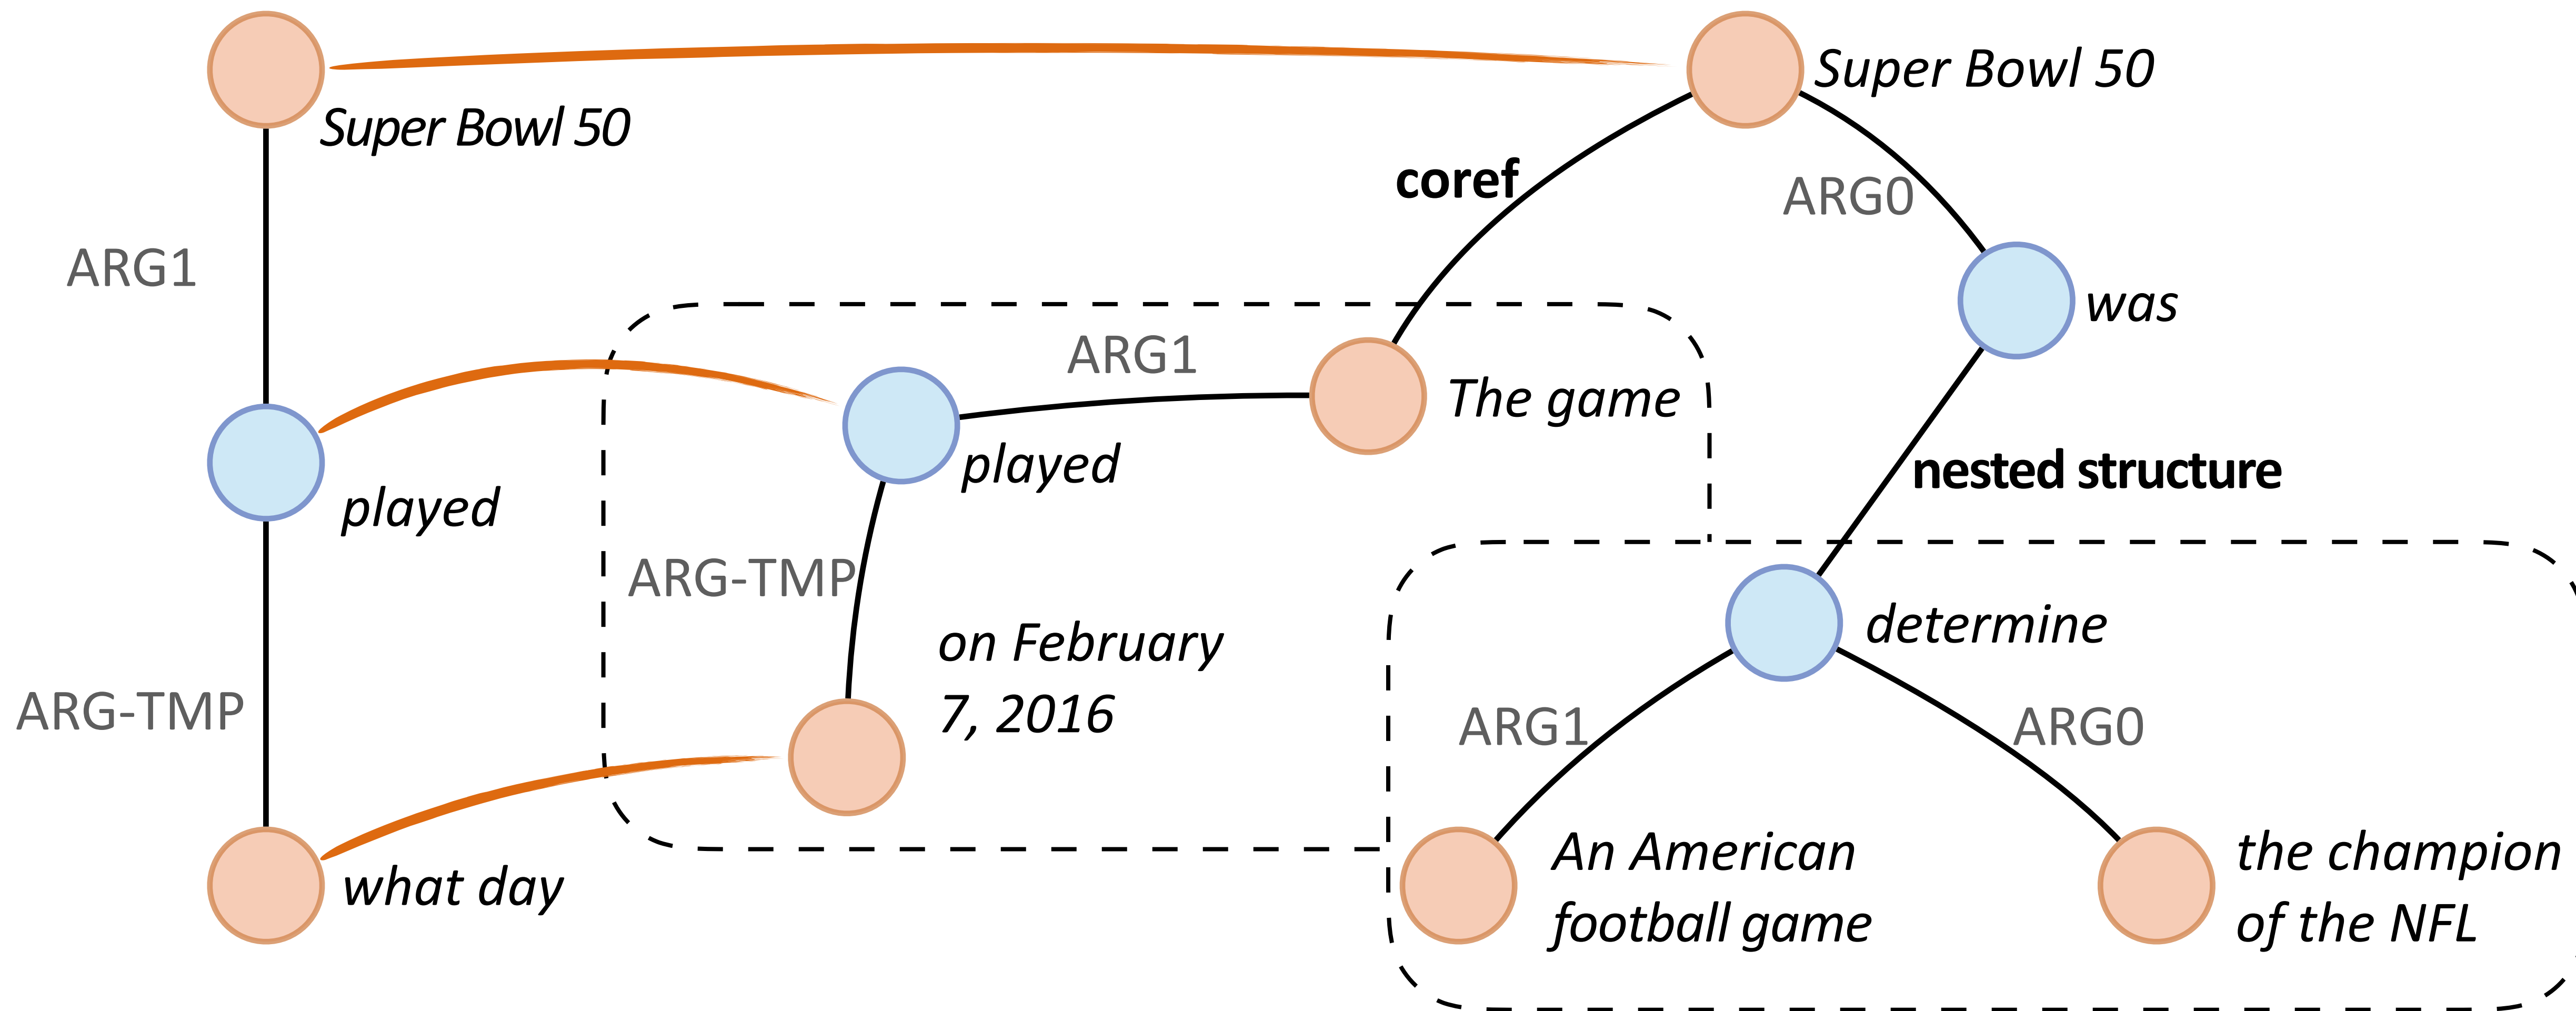 Super Bowl 50
Super Bowl 50
coref
ARG0
ARG1
was
ARG1
The game
played
played
nested structure
ARG-TMP
on February
7, 2016
determine
ARG-TMP
ARG1
ARG0
what day
An American
football game
the champion
of the NFL